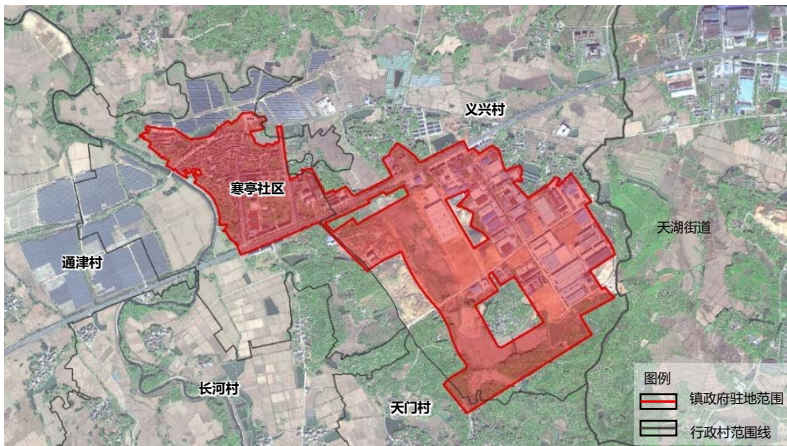 义兴村
寒亭社区
天湖街道
通津村
长河村
天门村
图例
镇政府驻地范围
行政村范围线